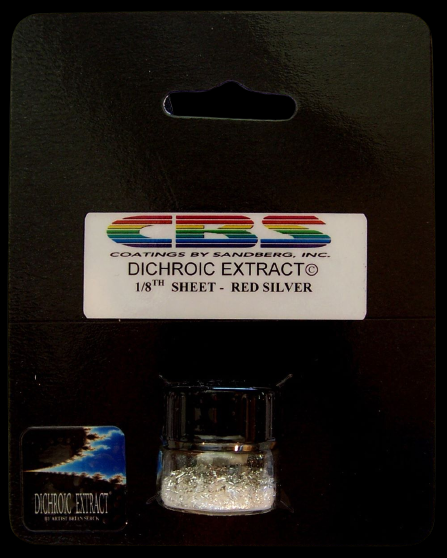 CBS
COATINGS BY SANDBERG, INC.
DICHROIC EXTRACT©
1/8TH SHEET - RED SILVER
DICHROIC EXTRACT